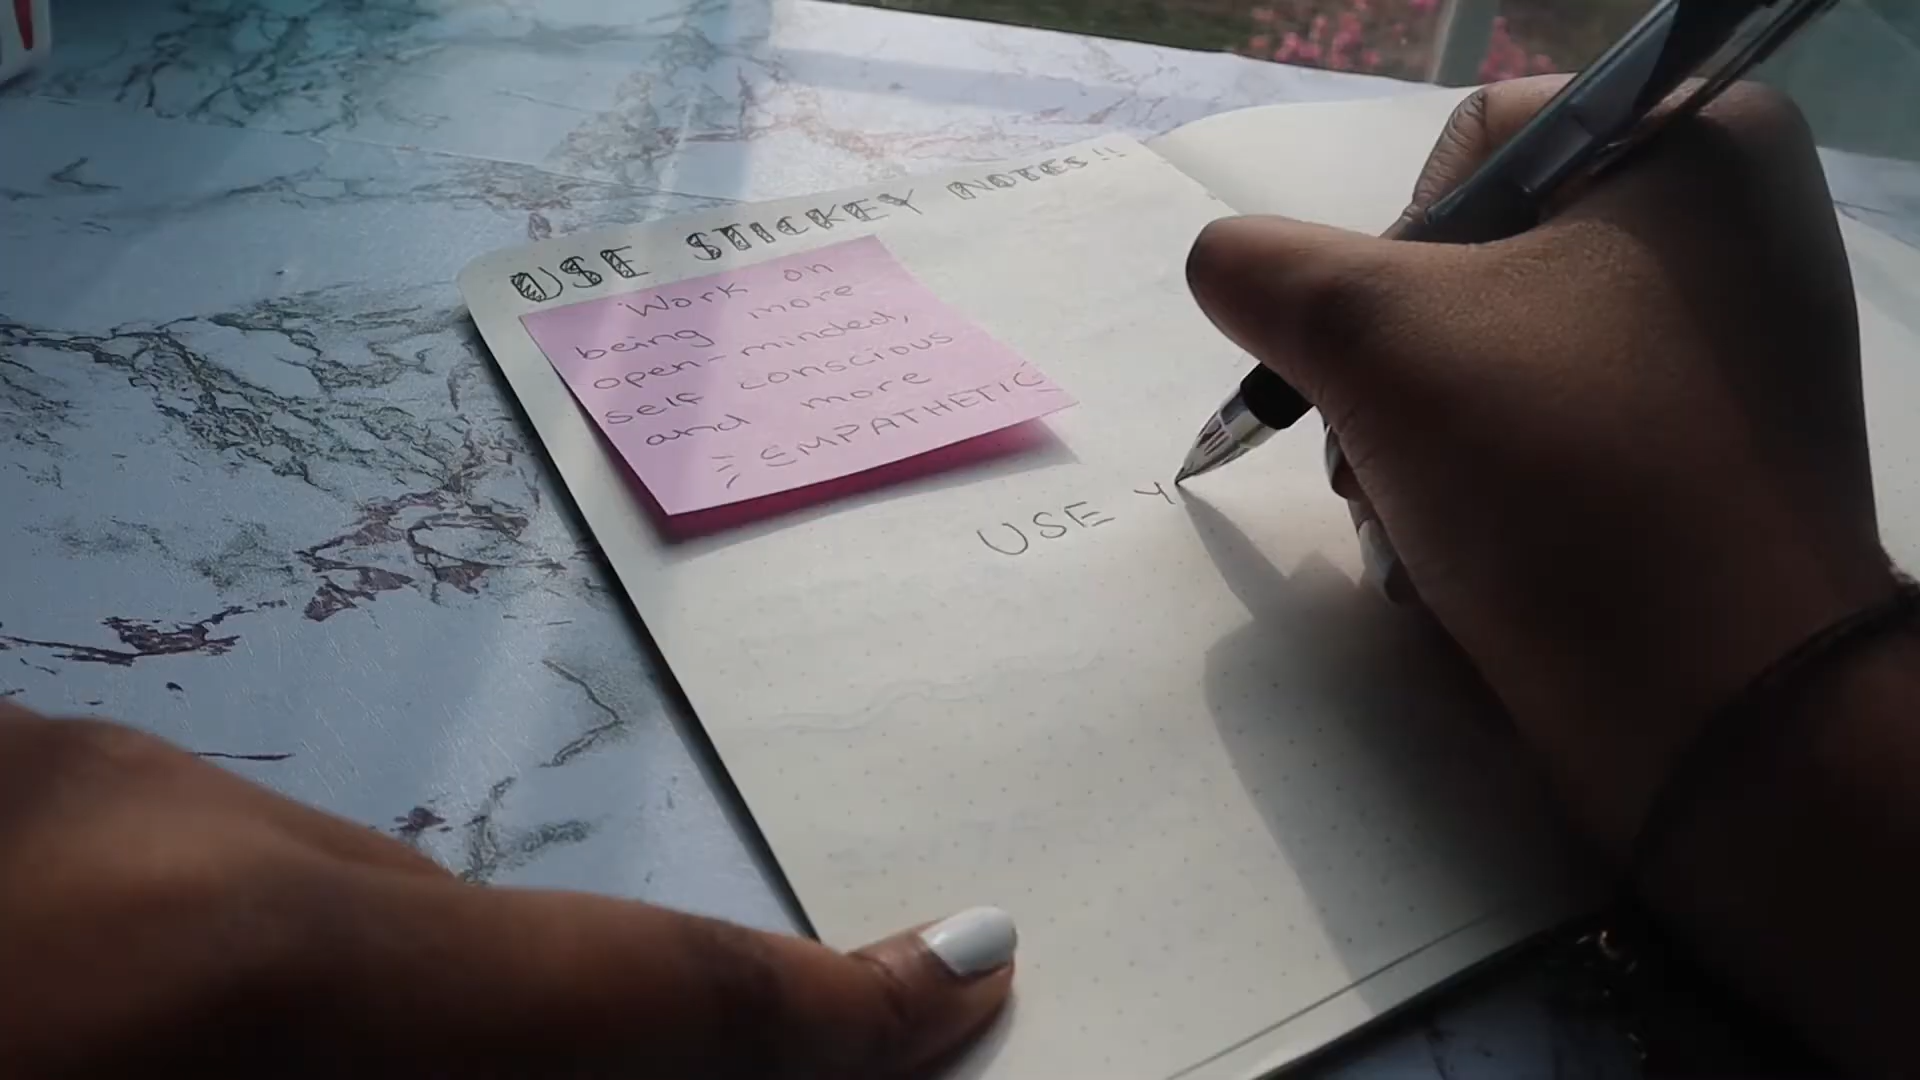 USE STICKEY NOTES!!
Work on
being more
open-minded,
self conscious
and more
EMPATHETIC
USE Y